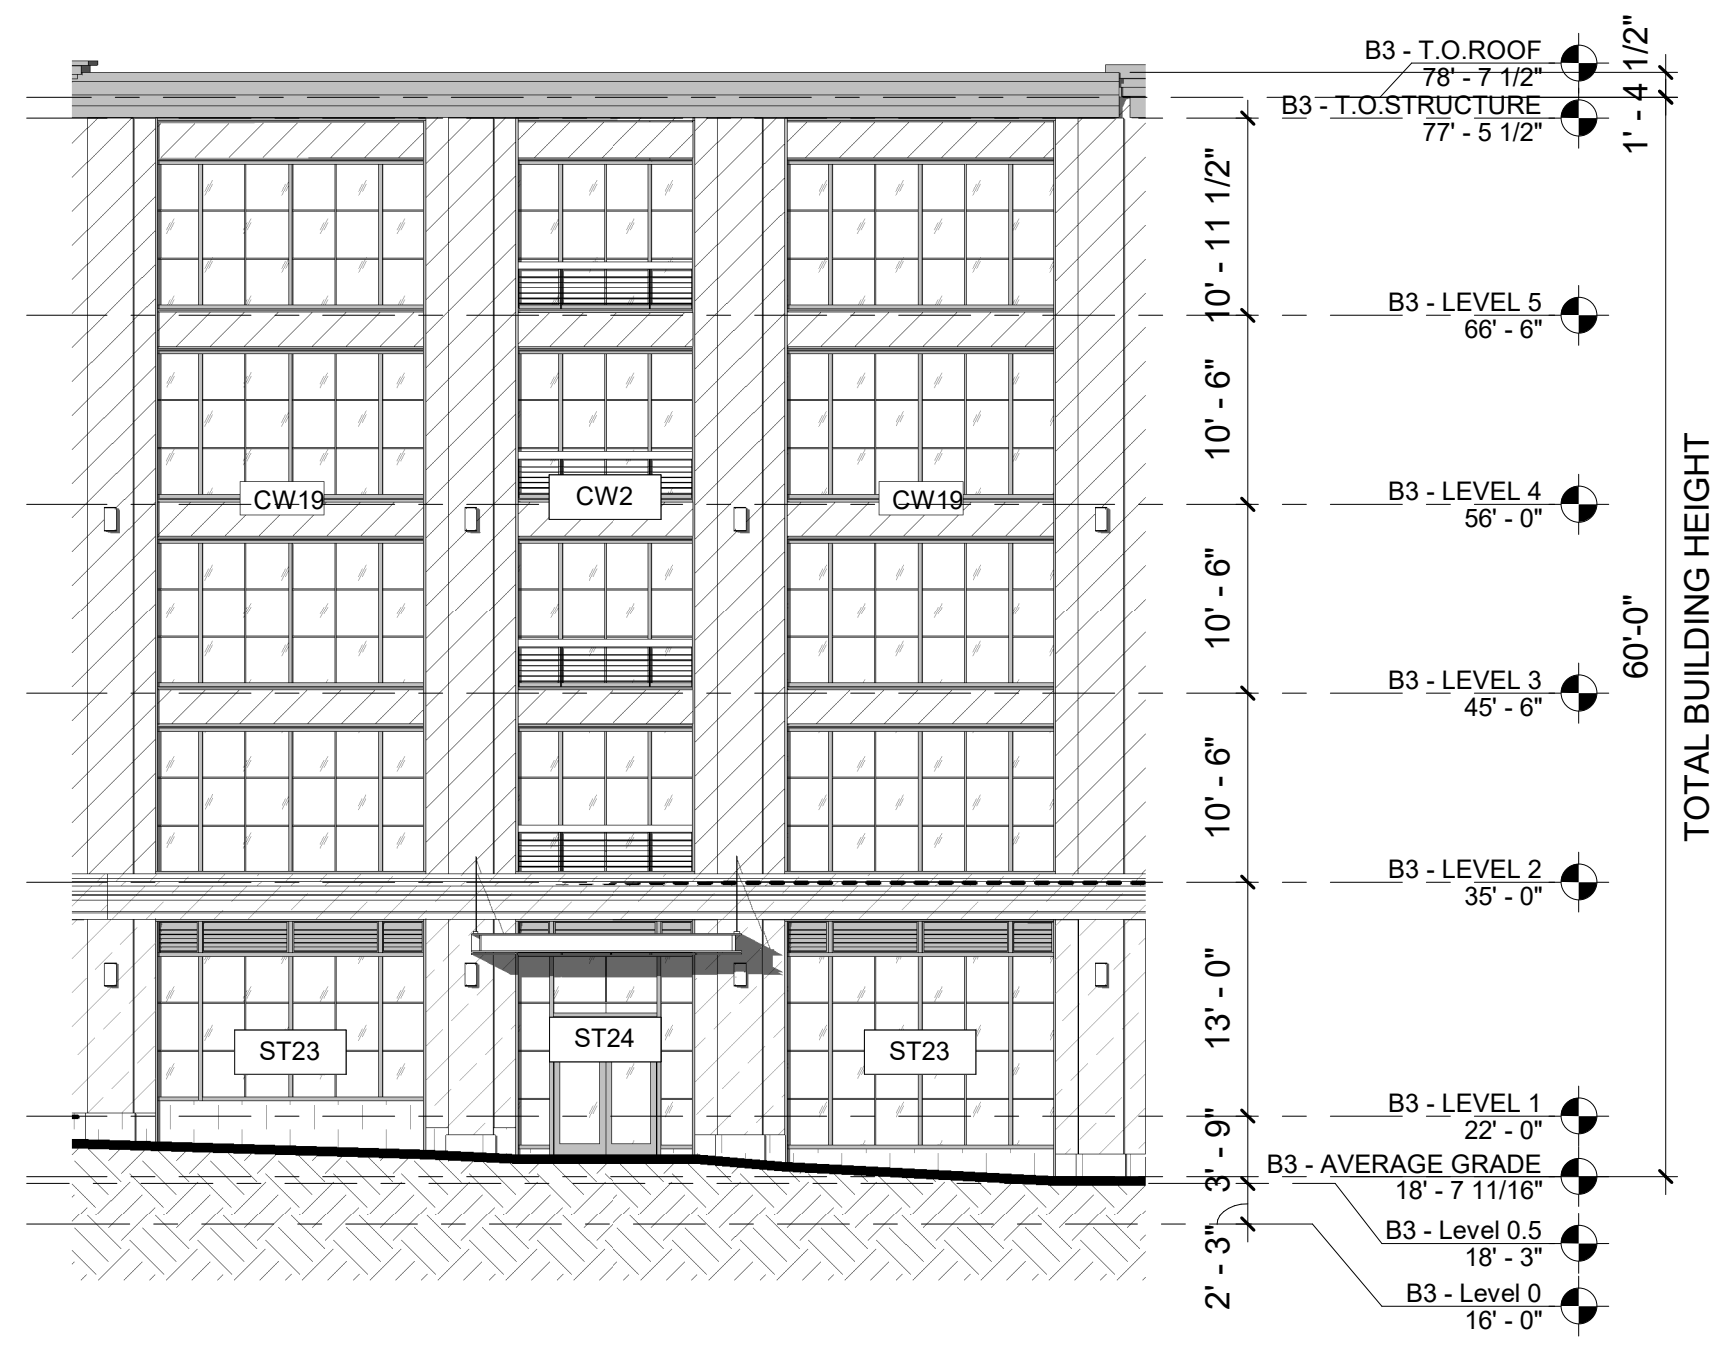 B3 - T.O.ROOF
78' - 7 1/2"
B3 - T.O.STRUCTURE
77' - 5 1/2"
1' - 4 1/2"
10' - 11 1/2"
B3 - LEVEL 5
66' - 6"
10' - 6"
CW19
CW2
CW19
B3 - LEVEL 4
56' - 0"
10' - 6"
60'-0"
TOTAL BUILDING HEIGHT
B3 - LEVEL 3
45' - 6"
10' - 6"
B3 - LEVEL 2
35' - 0"
13' - 0"
ST23
ST24
ST23
B3 - LEVEL 1
22' - 0"
3' - 9"
B3 - AVERAGE GRADE
18' - 7 11/16"
B3 - Level 0.5
18' - 3"
2' - 3"
B3 - Level 0
16' - 0"